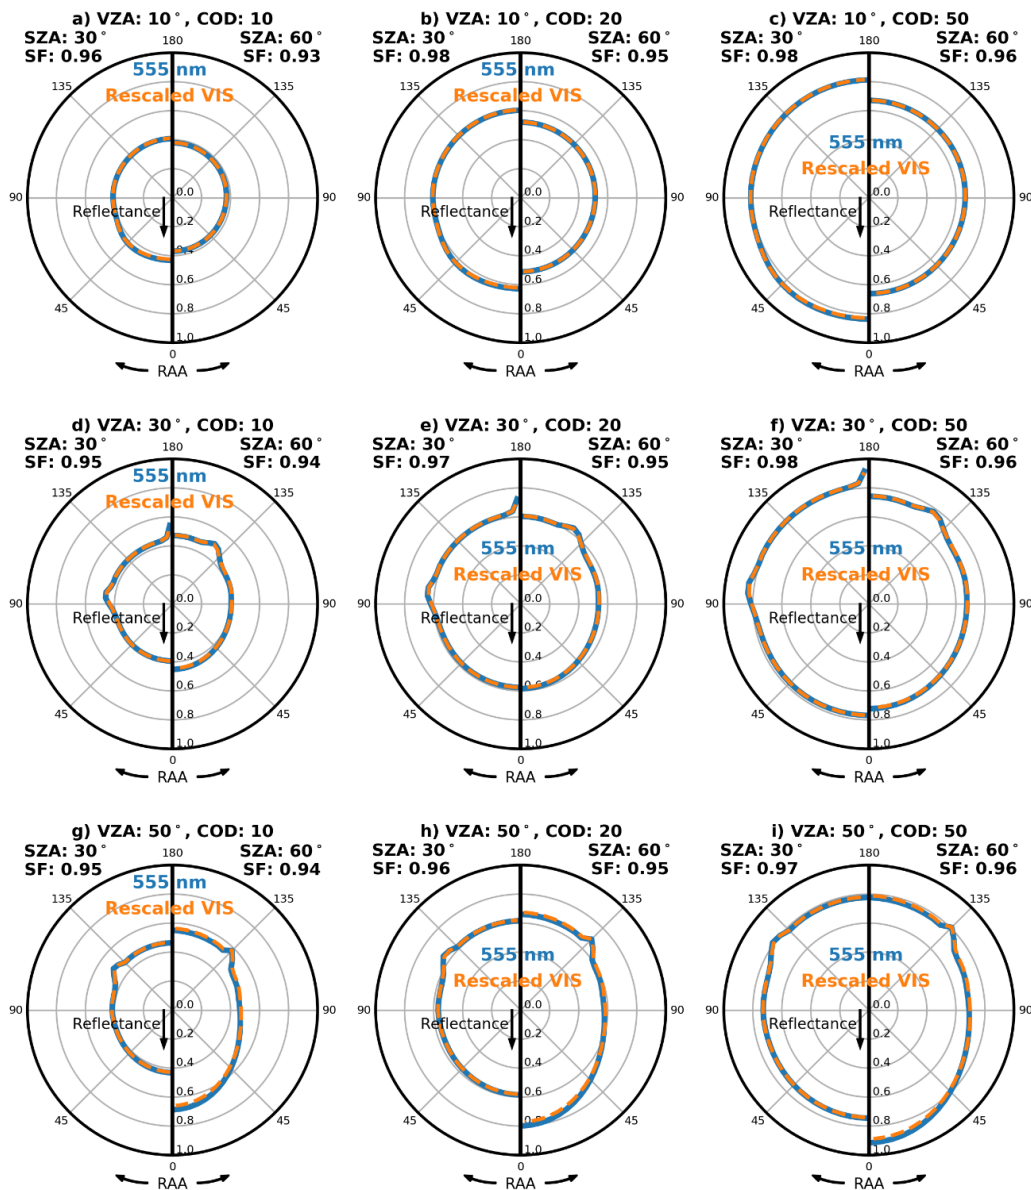 a) VZA: 10°, COD: 10
SZA: 30° 180 SZA: 60°
SF: 0.96 SF: 0.93
555 nm
Rescaled VIS
135 135
90 0.0 90
Reflectance
0.2
0.4
0.6
45 0.8 45
1.0
0
RAA
b) VZA: 10°, COD: 20
SZA: 30° 180 SZA: 60°
SF: 0.98 SF: 0.95
555 nm
Rescaled VIS
135 135
90 0.0 90
Reflectance
0.2
0.4
0.6
45 0.8 45
1.0
0
RAA
c) VZA: 10°, COD: 50
SZA: 30° 180 SZA: 60°
SF: 0.98 SF: 0.96
135 135
555 nm
Rescaled VIS
90 0.0 90
Reflectance
0.2
0.4
0.6
45 0.8 45
1.0
0
RAA
d) VZA: 30°, COD: 10
SZA: 30° 180 SZA: 60°
SF: 0.95 SF: 0.94
555 nm
Rescaled VIS
135 135
90 0.0 90
Reflectance
0.2
0.4
0.6
45 0.8 45
1.0
0
RAA
e) VZA: 30°, COD: 20
SZA: 30° 180 SZA: 60°
SF: 0.97 SF: 0.95
135 135
555 nm
Rescaled VIS
90 0.0 90
Reflectance
0.2
0.4
0.6
45 0.8 45
1.0
0
RAA
f) VZA: 30°, COD: 50
SZA: 30° 180 SZA: 60°
SF: 0.98 SF: 0.96
135 135
555 nm
Rescaled VIS
90 0.0 90
Reflectance
0.2
0.4
0.6
45 0.8 45
1.0
0
RAA
g) VZA: 50°, COD: 10
SZA: 30° 180 SZA: 60°
SF: 0.95 SF: 0.94
555 nm
Rescaled VIS
135 135
90 0.0 90
Reflectance
0.2
0.4
0.6
45 0.8 45
1.0
0
RAA
h) VZA: 50°, COD: 20
SZA: 30° 180 SZA: 60°
SF: 0.96 SF: 0.95
135 135
555 nm
Rescaled VIS
90 0.0 90
Reflectance
0.2
0.4
0.6
45 0.8 45
1.0
0
RAA
i) VZA: 50°, COD: 50
SZA: 30° 180 SZA: 60°
SF: 0.97 SF: 0.96
135 135
555 nm
Rescaled VIS
90 0.0 90
Reflectance
0.2
0.4
0.6
45 0.8 45
1.0
0
RAA